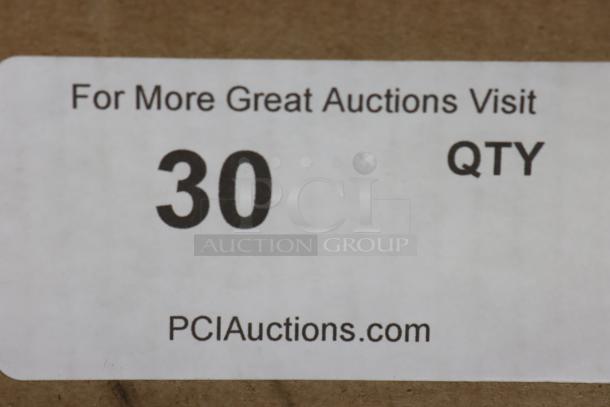 For More Great Auctions Visit
30 QTY
PCI
AUCTION GROUP
PCIAuctions.com